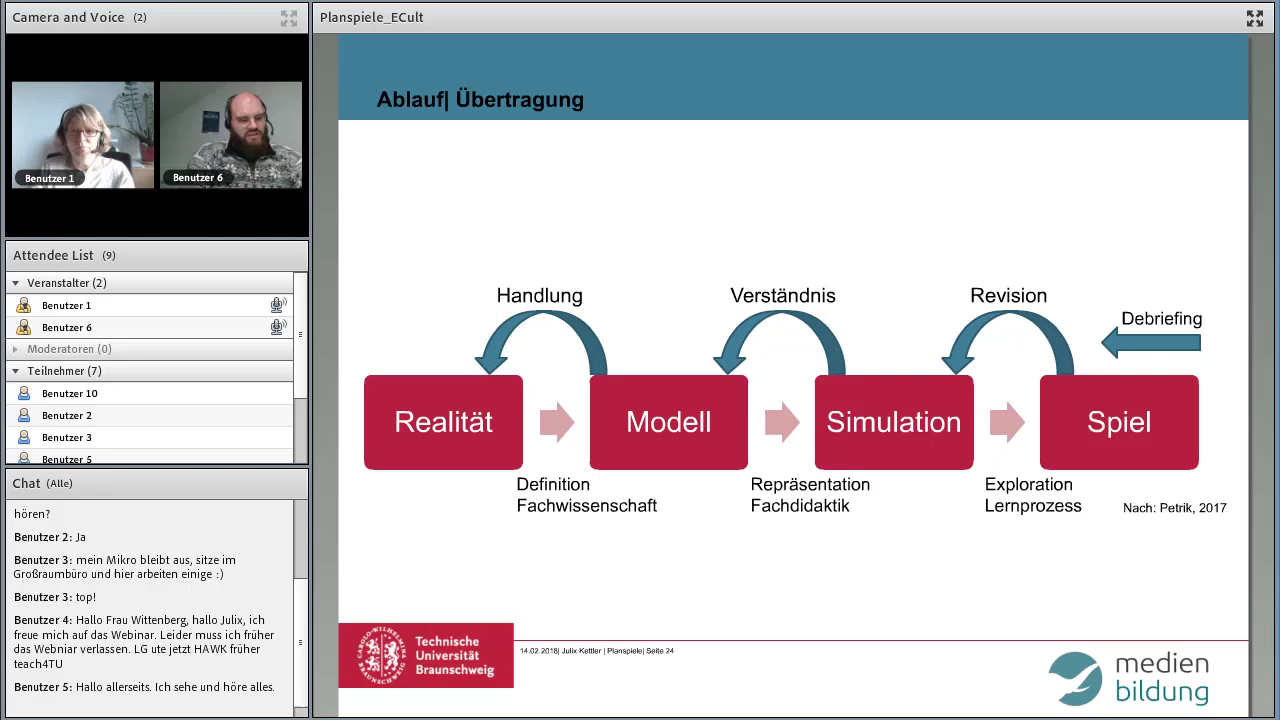 Camera and Voice (2)
Benutzer 1
Benutzer 6
Attendee List (9)
Veranstalter (2)
Benutzer 1
Benutzer 6
Moderatoren (0)
Teilnehmer (7)
Benutzer 10
Benutzer 2
Benutzer 3
Benutzer 5
Chat (Alle)
hören?
Benutzer 2: Ja
Benutzer 3: mein Mikro bleibt aus, sitze im
Großraumbüro und hier arbeiten einige :)
Benutzer 3: top!
Benutzer 4: Hallo Frau Wittenberg, hallo Julix, ich
freue mich auf das Webinar. Leider muss ich früher
das Webniar verlassen. LG ute jetzt HAWK früher
teach4TU
Benutzer 5: Hallo allerseits. Ich sehe und höre alles.
Planspiele_ECult
Ablauf| Übertragung
Handlung
Verständnis
Revision
Debriefing
Realität
Modell
Simulation
Spiel
Definition
Fachwissenschaft
Repräsentation
Fachdidaktik
Exploration
Lernprozess
Nach: Petrik, 2017
CAROLO-WILHELMINA
BRAUNSCHWEIG
Technische
Universität
Braunschweig
14.02.2018| Julix Kettler | Planspiele| Seite 24
medien
bildung